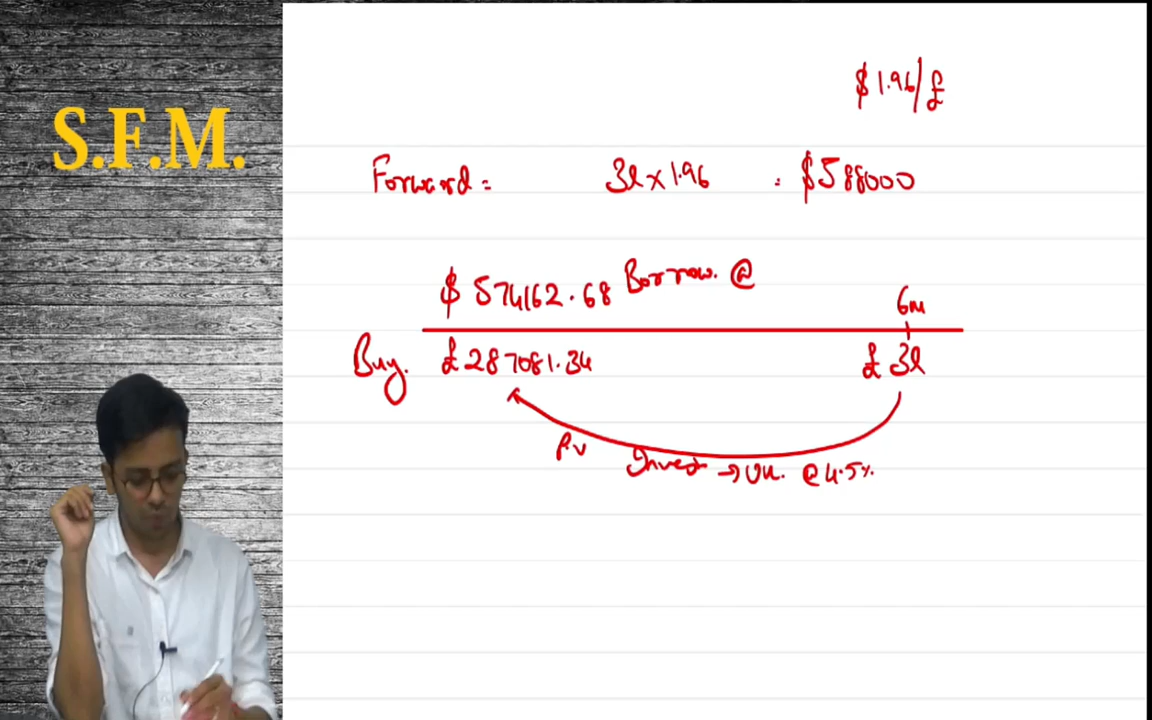 S.F.M.
$1.96/£
Forward = 3l x 1.96 = $588000
$ 574162.68 Borrow. @
6m
Buy. £287081.34 £ 3l
P.V
Invest → UK. @ 4.5%